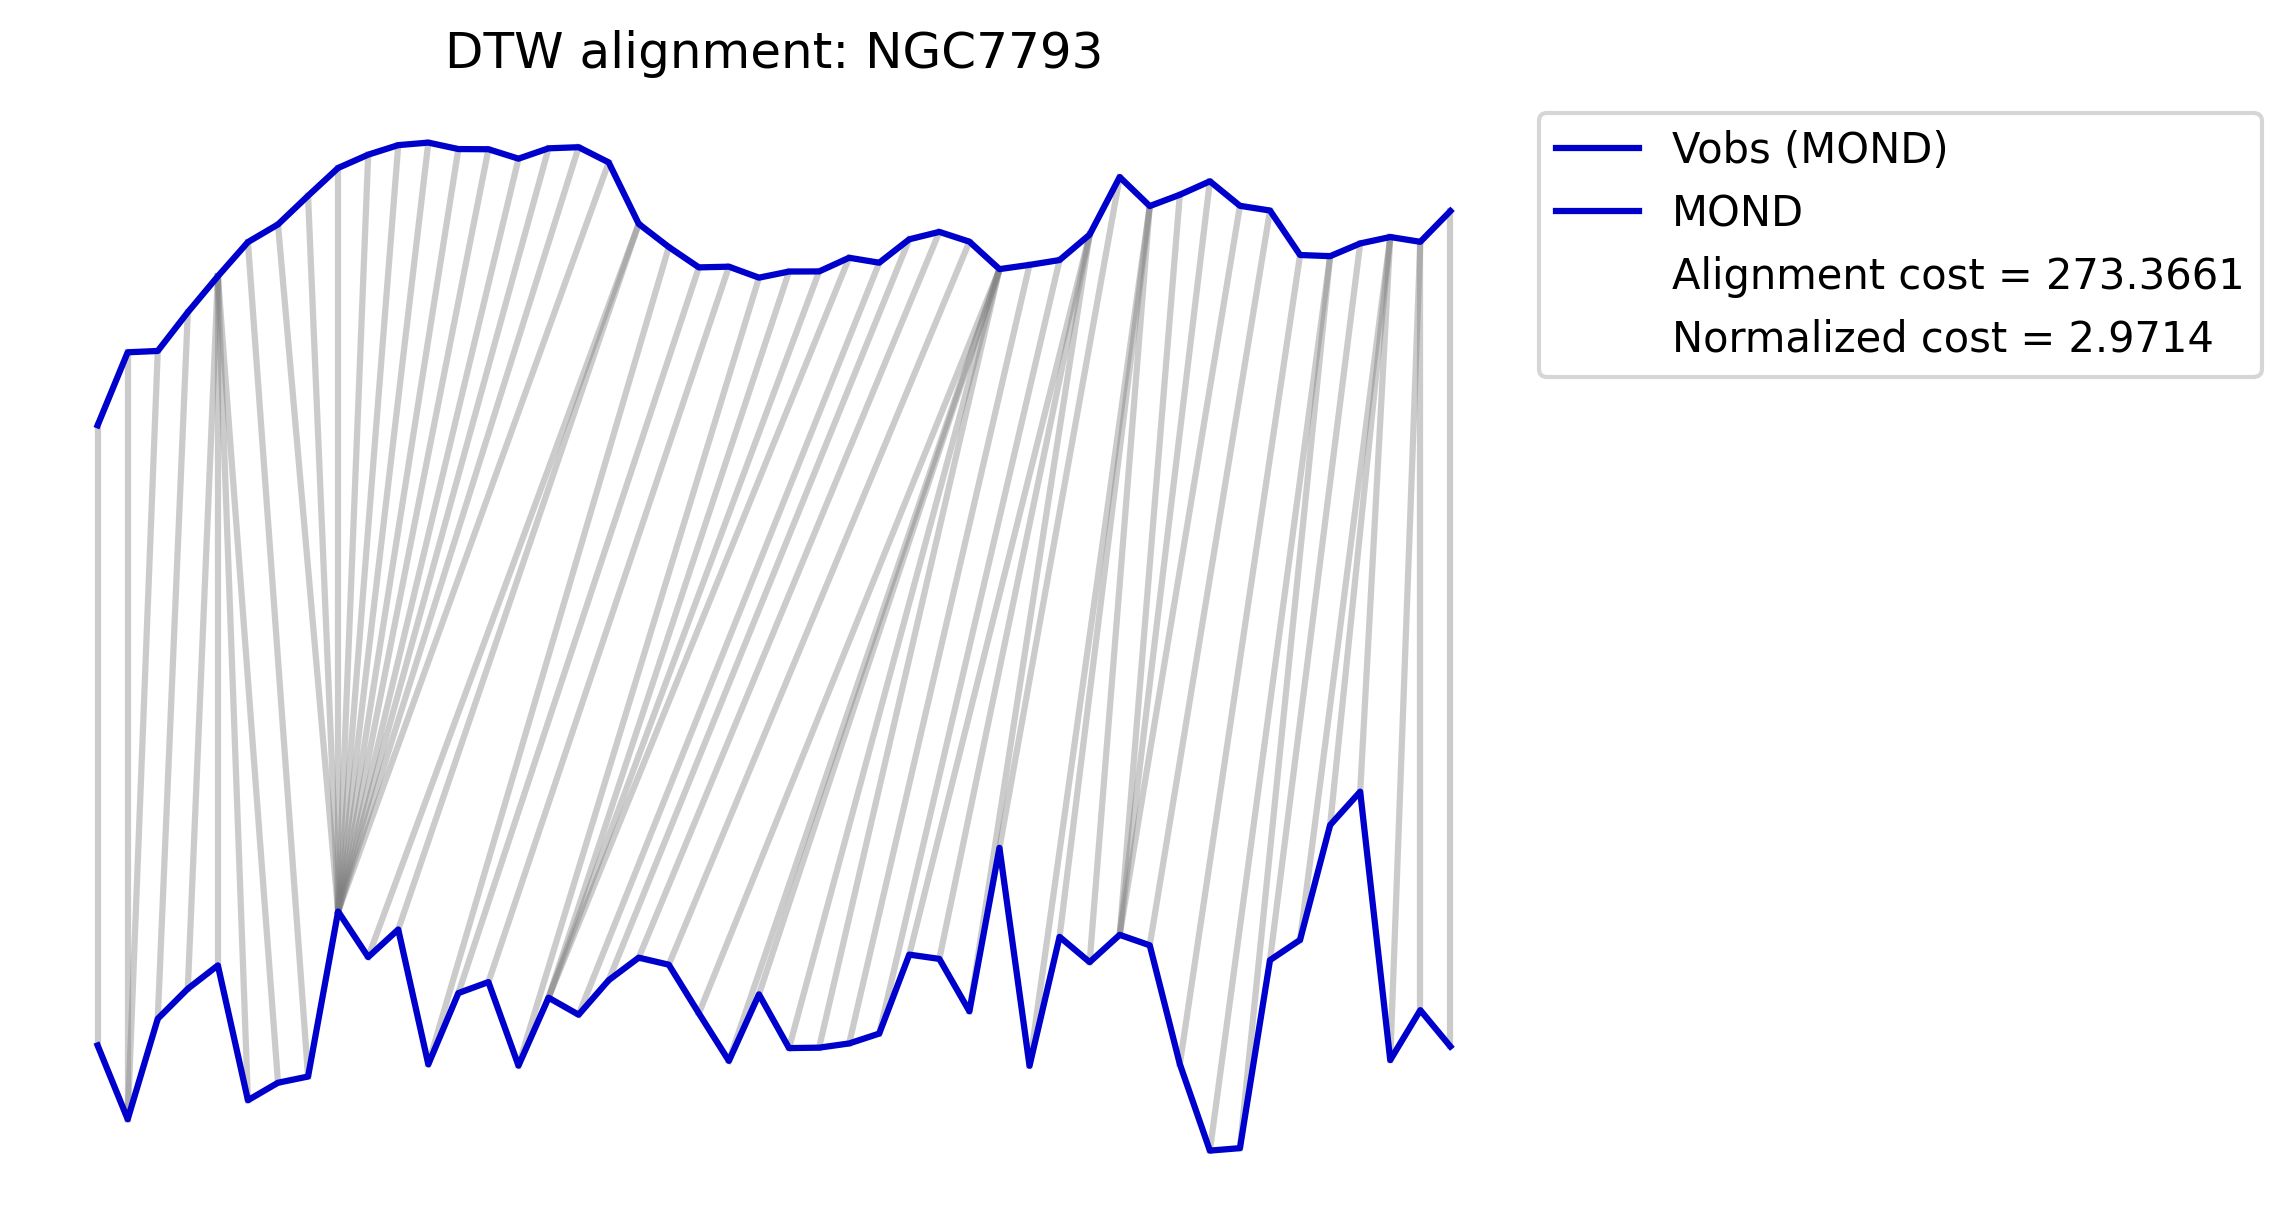 DTW alignment: NGC7793
Vobs (MOND)
MOND
Alignment cost = 273.3661
Normalized cost = 2.9714